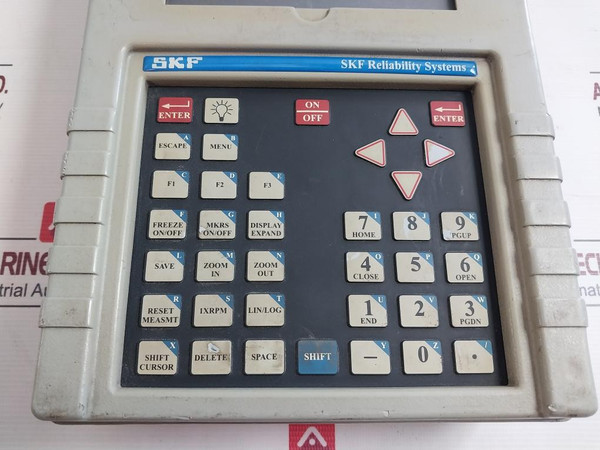 SKF SKF Reliability Systems
ENTER ON OFF ENTER
A B
ESCAPE MENU
C D E
F1 F2 F3
F G H I J K
FREEZE ON/OFF MKRS ON/OFF DISPLAY EXPAND 7 HOME 8 9 PGUP
L M N O P Q
SAVE ZOOM IN ZOOM OUT 4 CLOSE 5 6 OPEN
R S T U V W
RESET MEASMT 1XRPM LIN/LOG 1 END 2 3 PGDN
X Y Z /
SHIFT CURSOR DELETE SPACE SHIFT — 0 .